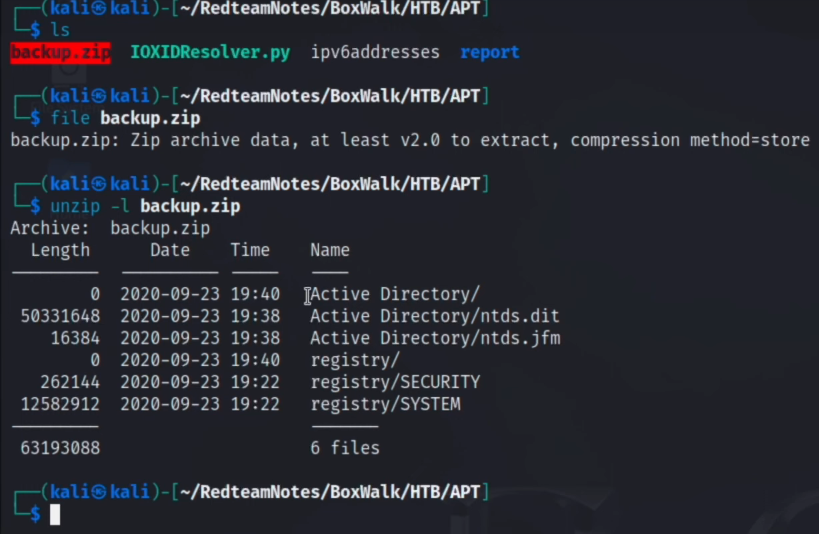 ┌──(kali㉿kali)-[~/RedteamNotes/BoxWalk/HTB/APT]
└─$ ls
backup.zip  IOXIDResolver.py  ipv6addresses  report
┌──(kali㉿kali)-[~/RedteamNotes/BoxWalk/HTB/APT]
└─$ file backup.zip
backup.zip: Zip archive data, at least v2.0 to extract, compression method=store
┌──(kali㉿kali)-[~/RedteamNotes/BoxWalk/HTB/APT]
└─$ unzip -l backup.zip
Archive:  backup.zip
  Length      Date    Time    Name
---------  ---------- -----   ----
        0  2020-09-23 19:40   Active Directory/
 50331648  2020-09-23 19:38   Active Directory/ntds.dit
    16384  2020-09-23 19:38   Active Directory/ntds.jfm
        0  2020-09-23 19:40   registry/
   262144  2020-09-23 19:22   registry/SECURITY
 12582912  2020-09-23 19:22   registry/SYSTEM
---------                     -------
 63193088                     6 files
┌──(kali㉿kali)-[~/RedteamNotes/BoxWalk/HTB/APT]
└─$